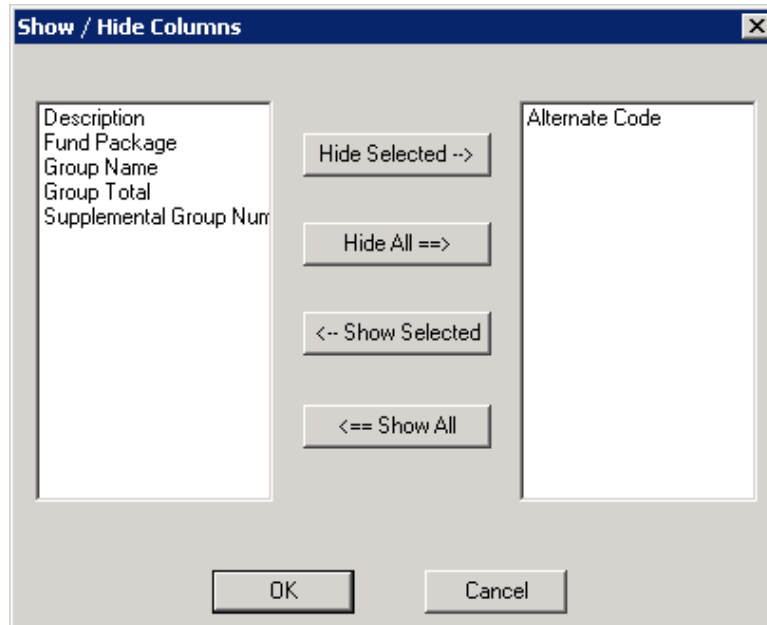 Show / Hide Columns
Description
Fund Package
Group Name
Group Total
Supplemental Group Num
Hide Selected -->
Hide All ==>
<-- Show Selected
<== Show All
Alternate Code
OK
Cancel